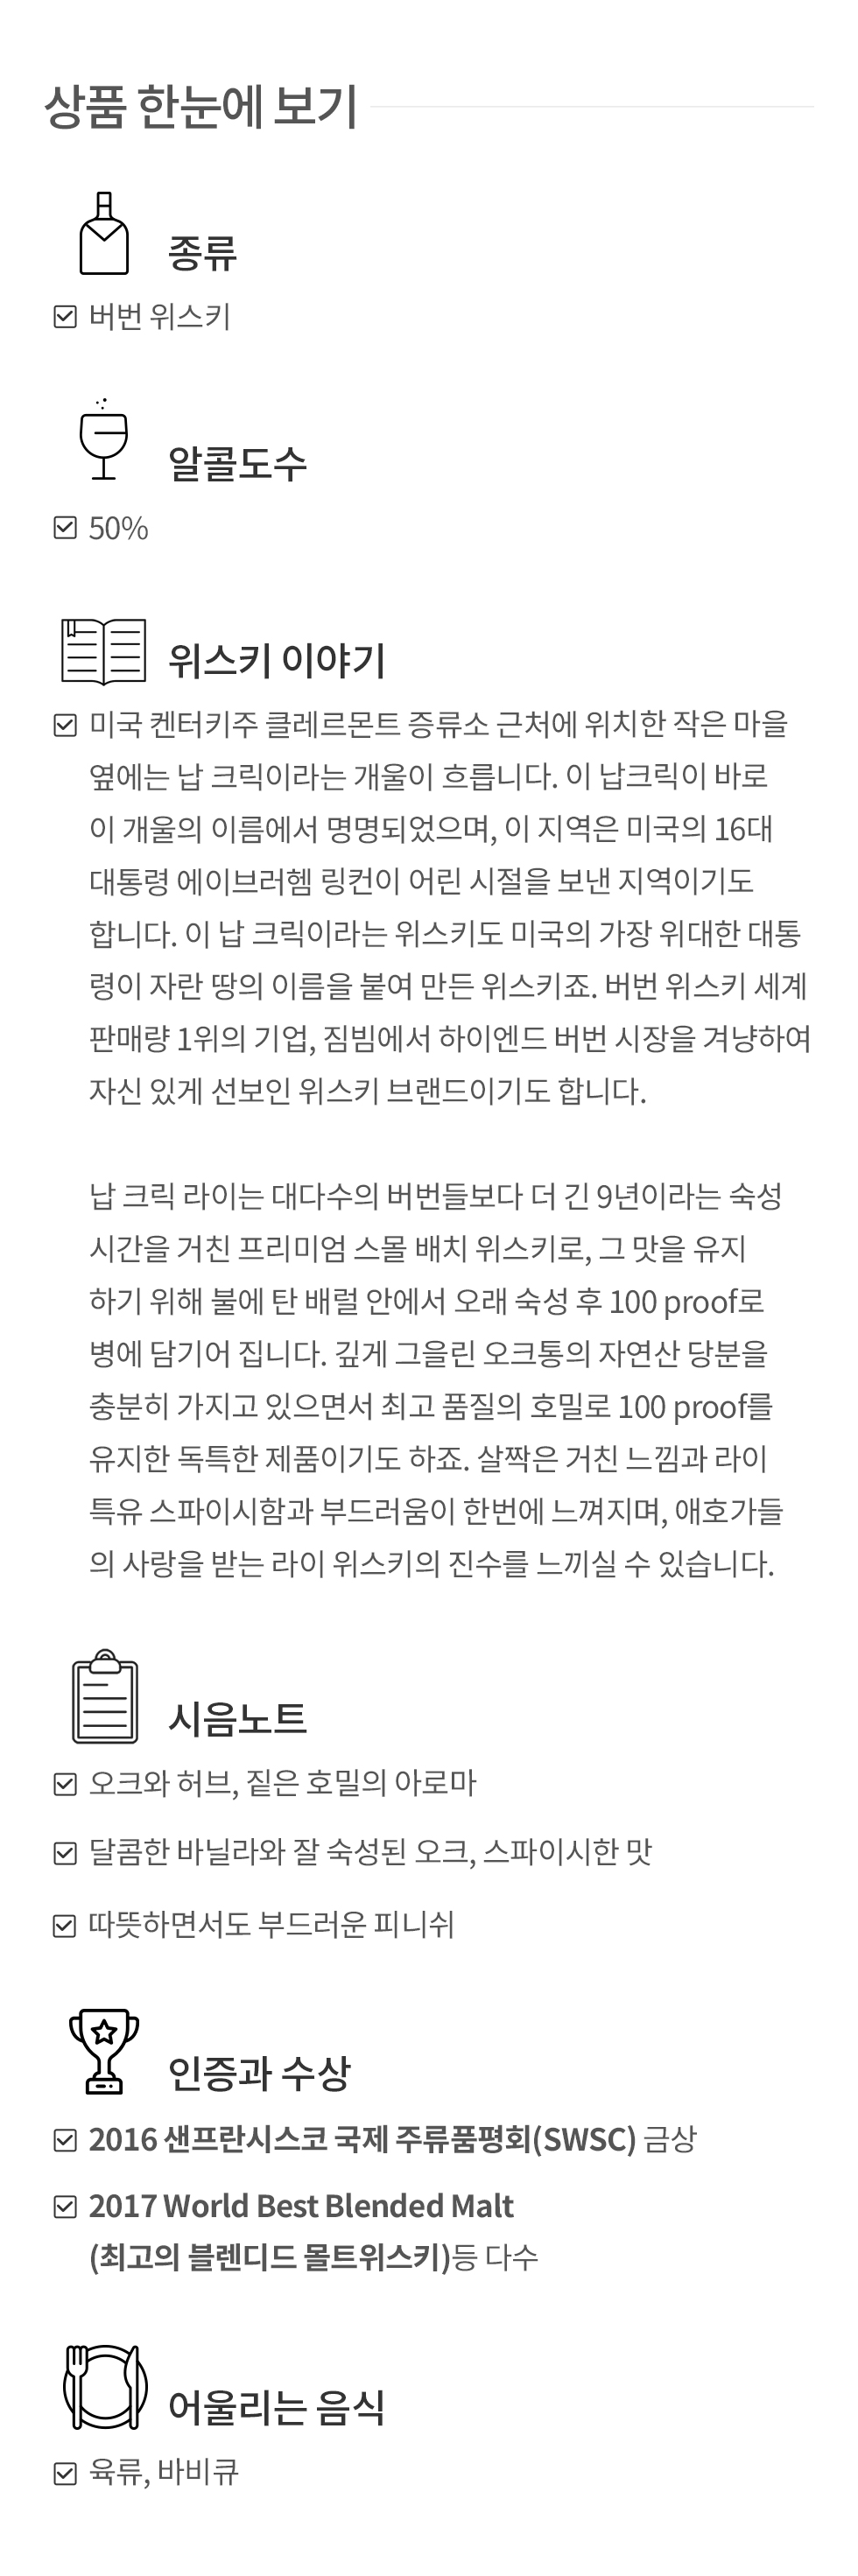 상품 한눈에 보기
종류
버번 위스키
알콜도수
50%
위스키 이야기
미국 켄터키주 클레르몬트 증류소 근처에 위치한 작은 마을
옆에는 납 크릭이라는 개울이 흐릅니다. 이 납크릭이 바로
이 개울의 이름에서 명명되었으며, 이 지역은 미국의 16대
대통령 에이브러헴 링컨이 어린 시절을 보낸 지역이기도
합니다. 이 납 크릭이라는 위스키도 미국의 가장 위대한 대통
령이 자란 땅의 이름을 붙여 만든 위스키죠. 버번 위스키 세계
판매량 1위의 기업, 짐빔에서 하이엔드 버번 시장을 겨냥하여
자신 있게 선보인 위스키 브랜드이기도 합니다.
납 크릭 라이는 대다수의 버번들보다 더 긴 9년이라는 숙성
시간을 거친 프리미엄 스몰 배치 위스키로, 그 맛을 유지
하기 위해 불에 탄 배럴 안에서 오래 숙성 후 100 proof로
병에 담기어 집니다. 깊게 그을린 오크통의 자연산 당분을
충분히 가지고 있으면서 최고 품질의 호밀로 100 proof를
유지한 독특한 제품이기도 하죠. 살짝은 거친 느낌과 라이
특유 스파이시함과 부드러움이 한번에 느껴지며, 애호가들
의 사랑을 받는 라이 위스키의 진수를 느끼실 수 있습니다.
시음노트
오크와 허브, 짙은 호밀의 아로마
달콤한 바닐라와 잘 숙성된 오크, 스파이시한 맛
따뜻하면서도 부드러운 피니쉬
인증과 수상
2016 샌프란시스코 국제 주류품평회(SWSC) 금상
2017 World Best Blended Malt
(최고의 블렌디드 몰트위스키)등 다수
어울리는 음식
육류, 바비큐